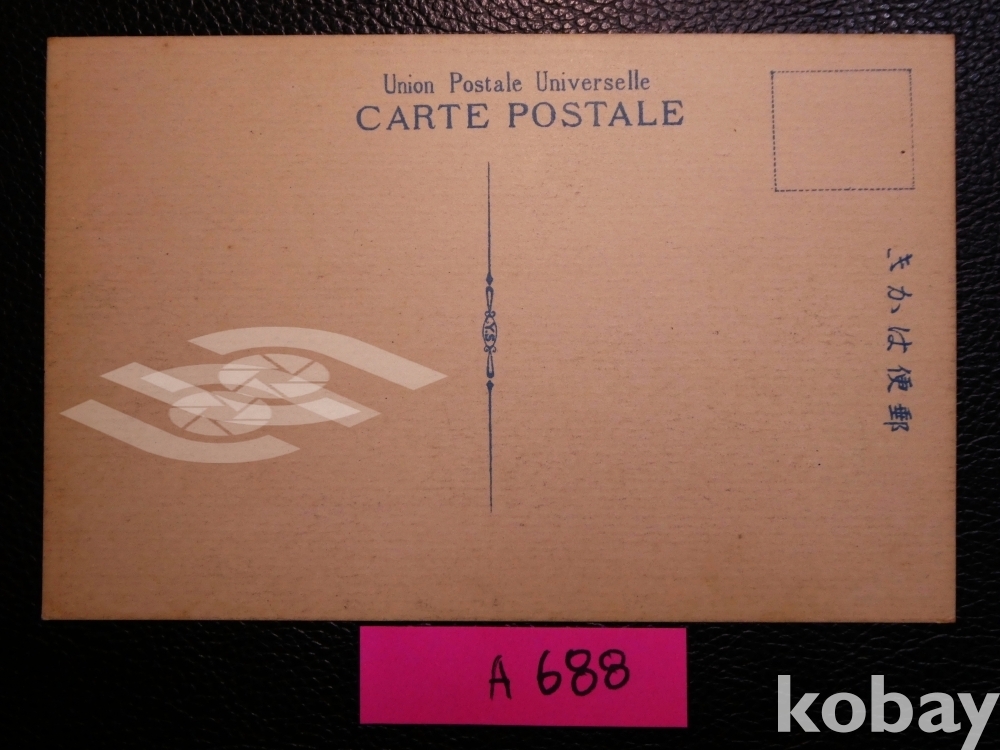 Union Postale Universelle
CARTE POSTALE
Y.S
きかは便郵
A 688
kobay